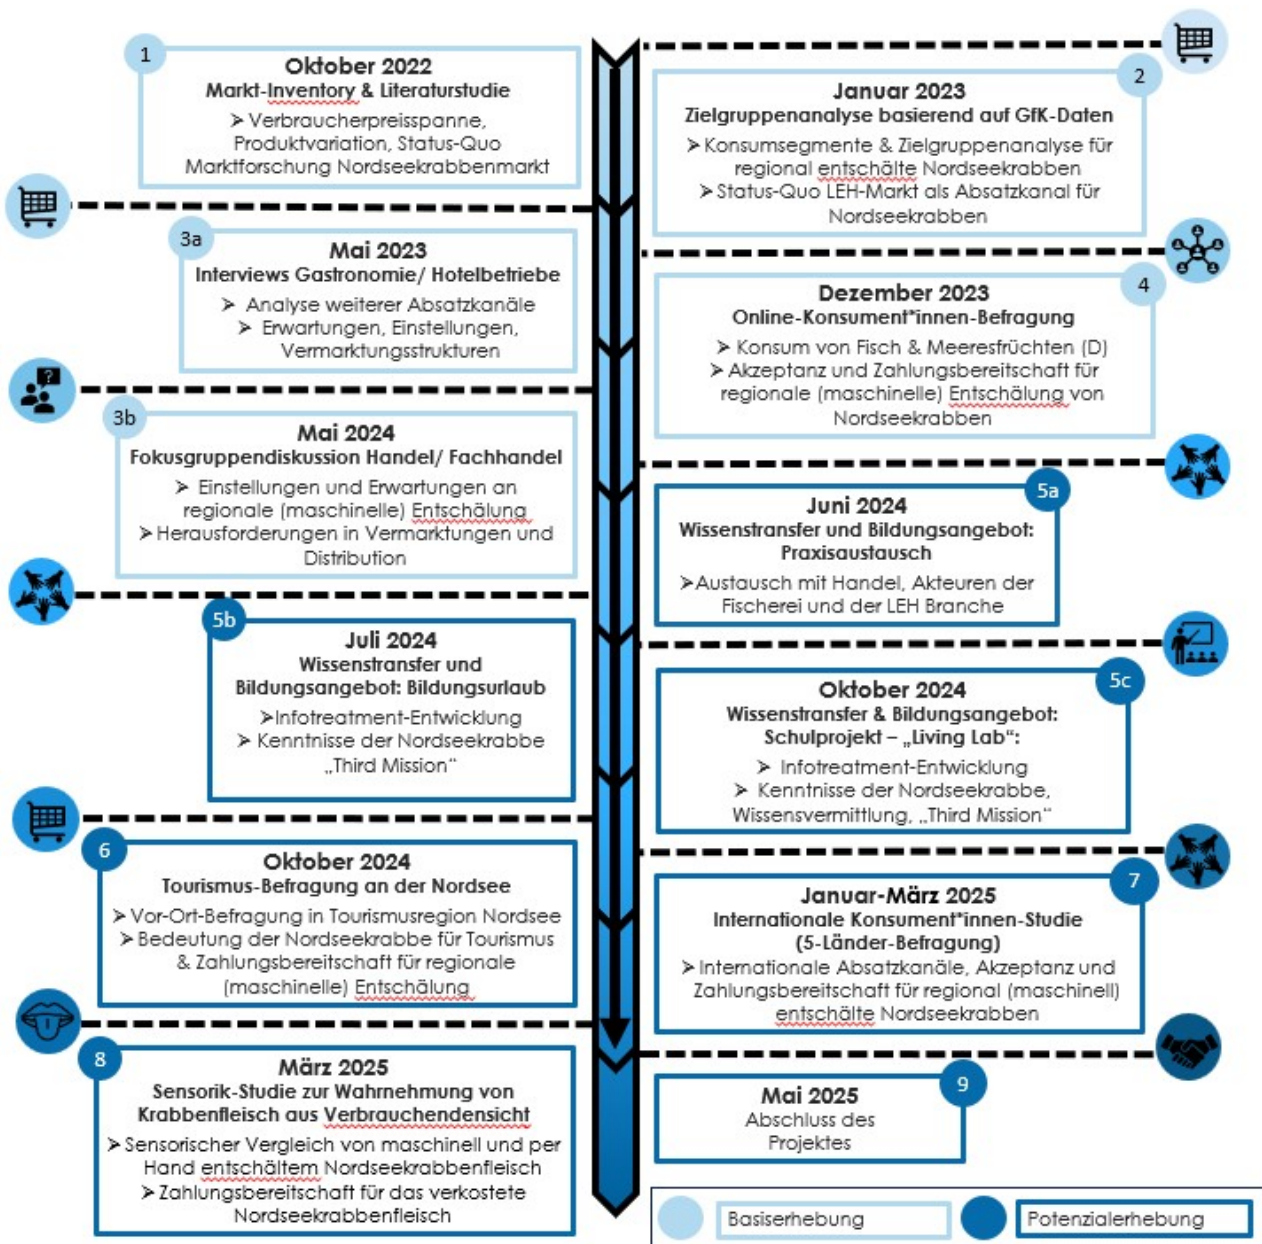 1
Oktober 2022
Markt-Inventory & Literaturstudie
➢ Verbraucherpreisspanne,
Produktvariation, Status-Quo
Marktforschung Nordseekrabbenmarkt
2
Januar 2023
Zielgruppenanalyse basierend auf GfK-Daten
➢ Konsumsegmente & Zielgruppenanalyse für
regional entschälte Nordseekrabben
➢ Status-Quo LEH-Markt als Absatzkanal für
Nordseekrabben
3a
Mai 2023
Interviews Gastronomie/ Hotelbetriebe
➢ Analyse weiterer Absatzkanäle
➢ Erwartungen, Einstellungen,
Vermarktungsstrukturen
4
Dezember 2023
Online-Konsument*innen-Befragung
➢ Konsum von Fisch & Meeresfrüchten (D)
➢ Akzeptanz und Zahlungsbereitschaft für
regionale (maschinelle) Entschälung von
Nordseekrabben
?
3b
Mai 2024
Fokusgruppendiskussion Handel/ Fachhandel
➢ Einstellungen und Erwartungen an
regionale (maschinelle) Entschälung
➢ Herausforderungen in Vermarktungen und
Distribution
5a
Juni 2024
Wissenstransfer und Bildungsangebot:
Praxisaustausch
➢ Austausch mit Handel, Akteuren der
Fischerei und der LEH Branche
5b
Juli 2024
Wissenstransfer und
Bildungsangebot: Bildungsurlaub
➢ Infotreatment-Entwicklung
➢ Kenntnisse der Nordseekrabbe
„Third Mission“
5c
Oktober 2024
Wissenstransfer & Bildungsangebot:
Schulprojekt – „Living Lab“:
➢ Infotreatment-Entwicklung
➢ Kenntnisse der Nordseekrabbe,
Wissensvermittlung, „Third Mission“
6
Oktober 2024
Tourismus-Befragung an der Nordsee
➢ Vor-Ort-Befragung in Tourismusregion Nordsee
➢ Bedeutung der Nordseekrabbe für Tourismus
& Zahlungsbereitschaft für regionale
(maschinelle) Entschälung
7
Januar-März 2025
Internationale Konsument*innen-Studie
(5-Länder-Befragung)
➢ Internationale Absatzkanäle, Akzeptanz und
Zahlungsbereitschaft für regional (maschinell)
entschälte Nordseekrabben
8
März 2025
Sensorik-Studie zur Wahrnehmung von
Krabbenfleisch aus Verbrauchendensicht
➢ Sensorischer Vergleich von maschinell und per
Hand entschältem Nordseekrabbenfleisch
➢ Zahlungsbereitschaft für das verkostete
Nordseekrabbenfleisch
9
Mai 2025
Abschluss des
Projektes
Basiserhebung
Potenzialerhebung